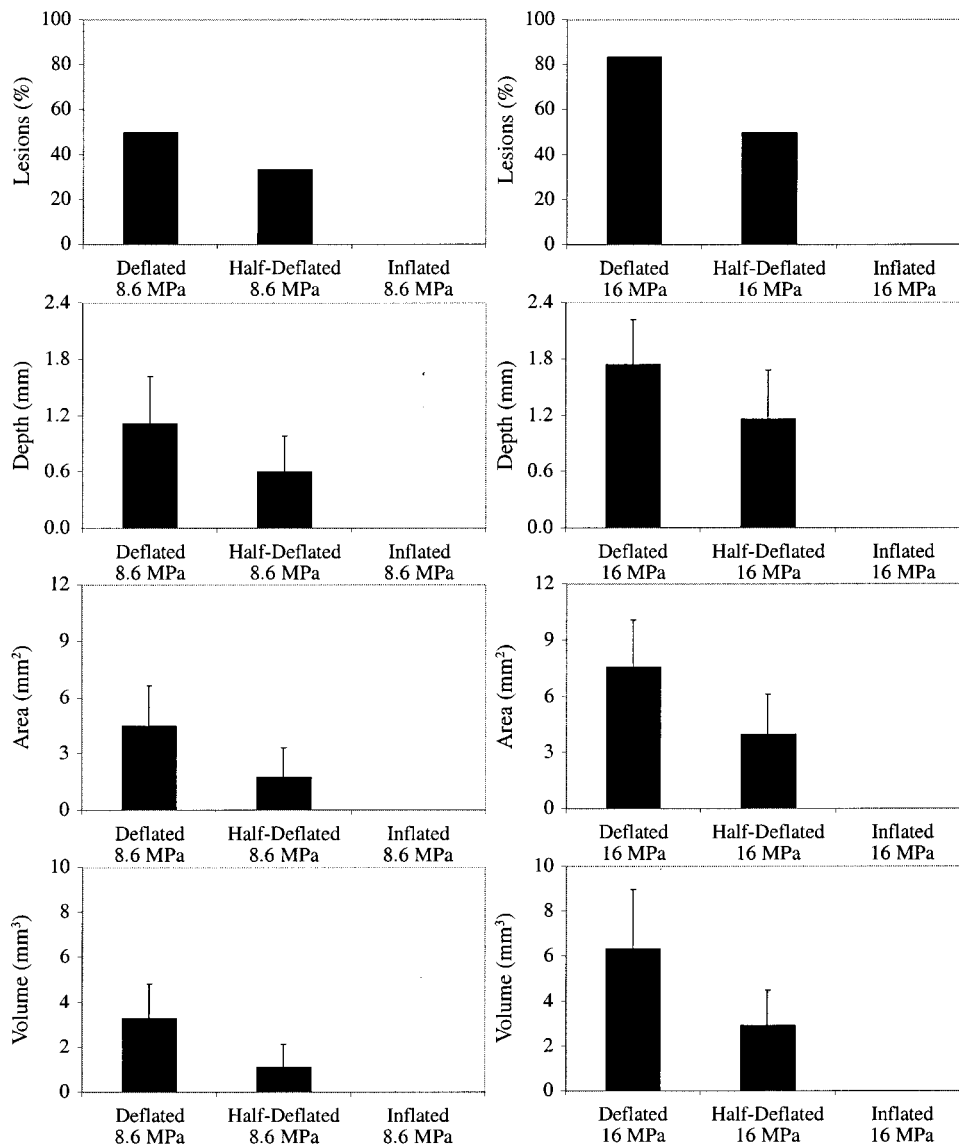 100
80
60
40
20
0
Lesions (%)
Deflated Half-Deflated Inflated
8.6 MPa 8.6 MPa 8.6 MPa
100
80
60
40
20
0
Lesions (%)
Deflated Half-Deflated Inflated
16 MPa 16 MPa 16 MPa
2.4
1.8
1.2
0.6
0.0
Depth (mm)
Deflated Half-Deflated Inflated
8.6 MPa 8.6 MPa 8.6 MPa
2.4
1.8
1.2
0.6
0.0
Depth (mm)
Deflated Half-Deflated Inflated
16 MPa 16 MPa 16 MPa
12
9
6
3
0
Area (mm²)
Deflated Half-Deflated Inflated
8.6 MPa 8.6 MPa 8.6 MPa
12
9
6
3
0
Area (mm²)
Deflated Half-Deflated Inflated
16 MPa 16 MPa 16 MPa
10
8
6
4
2
0
Volume (mm³)
Deflated Half-Deflated Inflated
8.6 MPa 8.6 MPa 8.6 MPa
10
8
6
4
2
0
Volume (mm³)
Deflated Half-Deflated Inflated
16 MPa 16 MPa 16 MPa